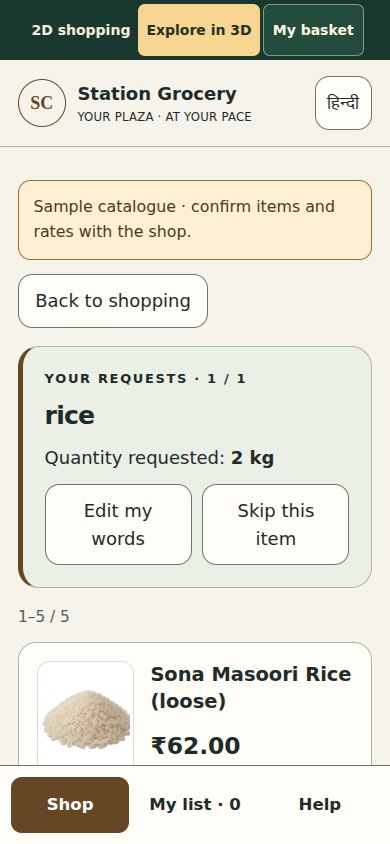 2D shopping
Explore in 3D
My basket
SC
Station Grocery
YOUR PLAZA · AT YOUR PACE
हिन्दी
Sample catalogue · confirm items and
rates with the shop.
Back to shopping
YOUR REQUESTS · 1 / 1
rice
Quantity requested: 2 kg
Edit my
words
Skip this
item
1–5 / 5
Sona Masoori Rice
(loose)
₹62.00
Shop
My list · 0
Help